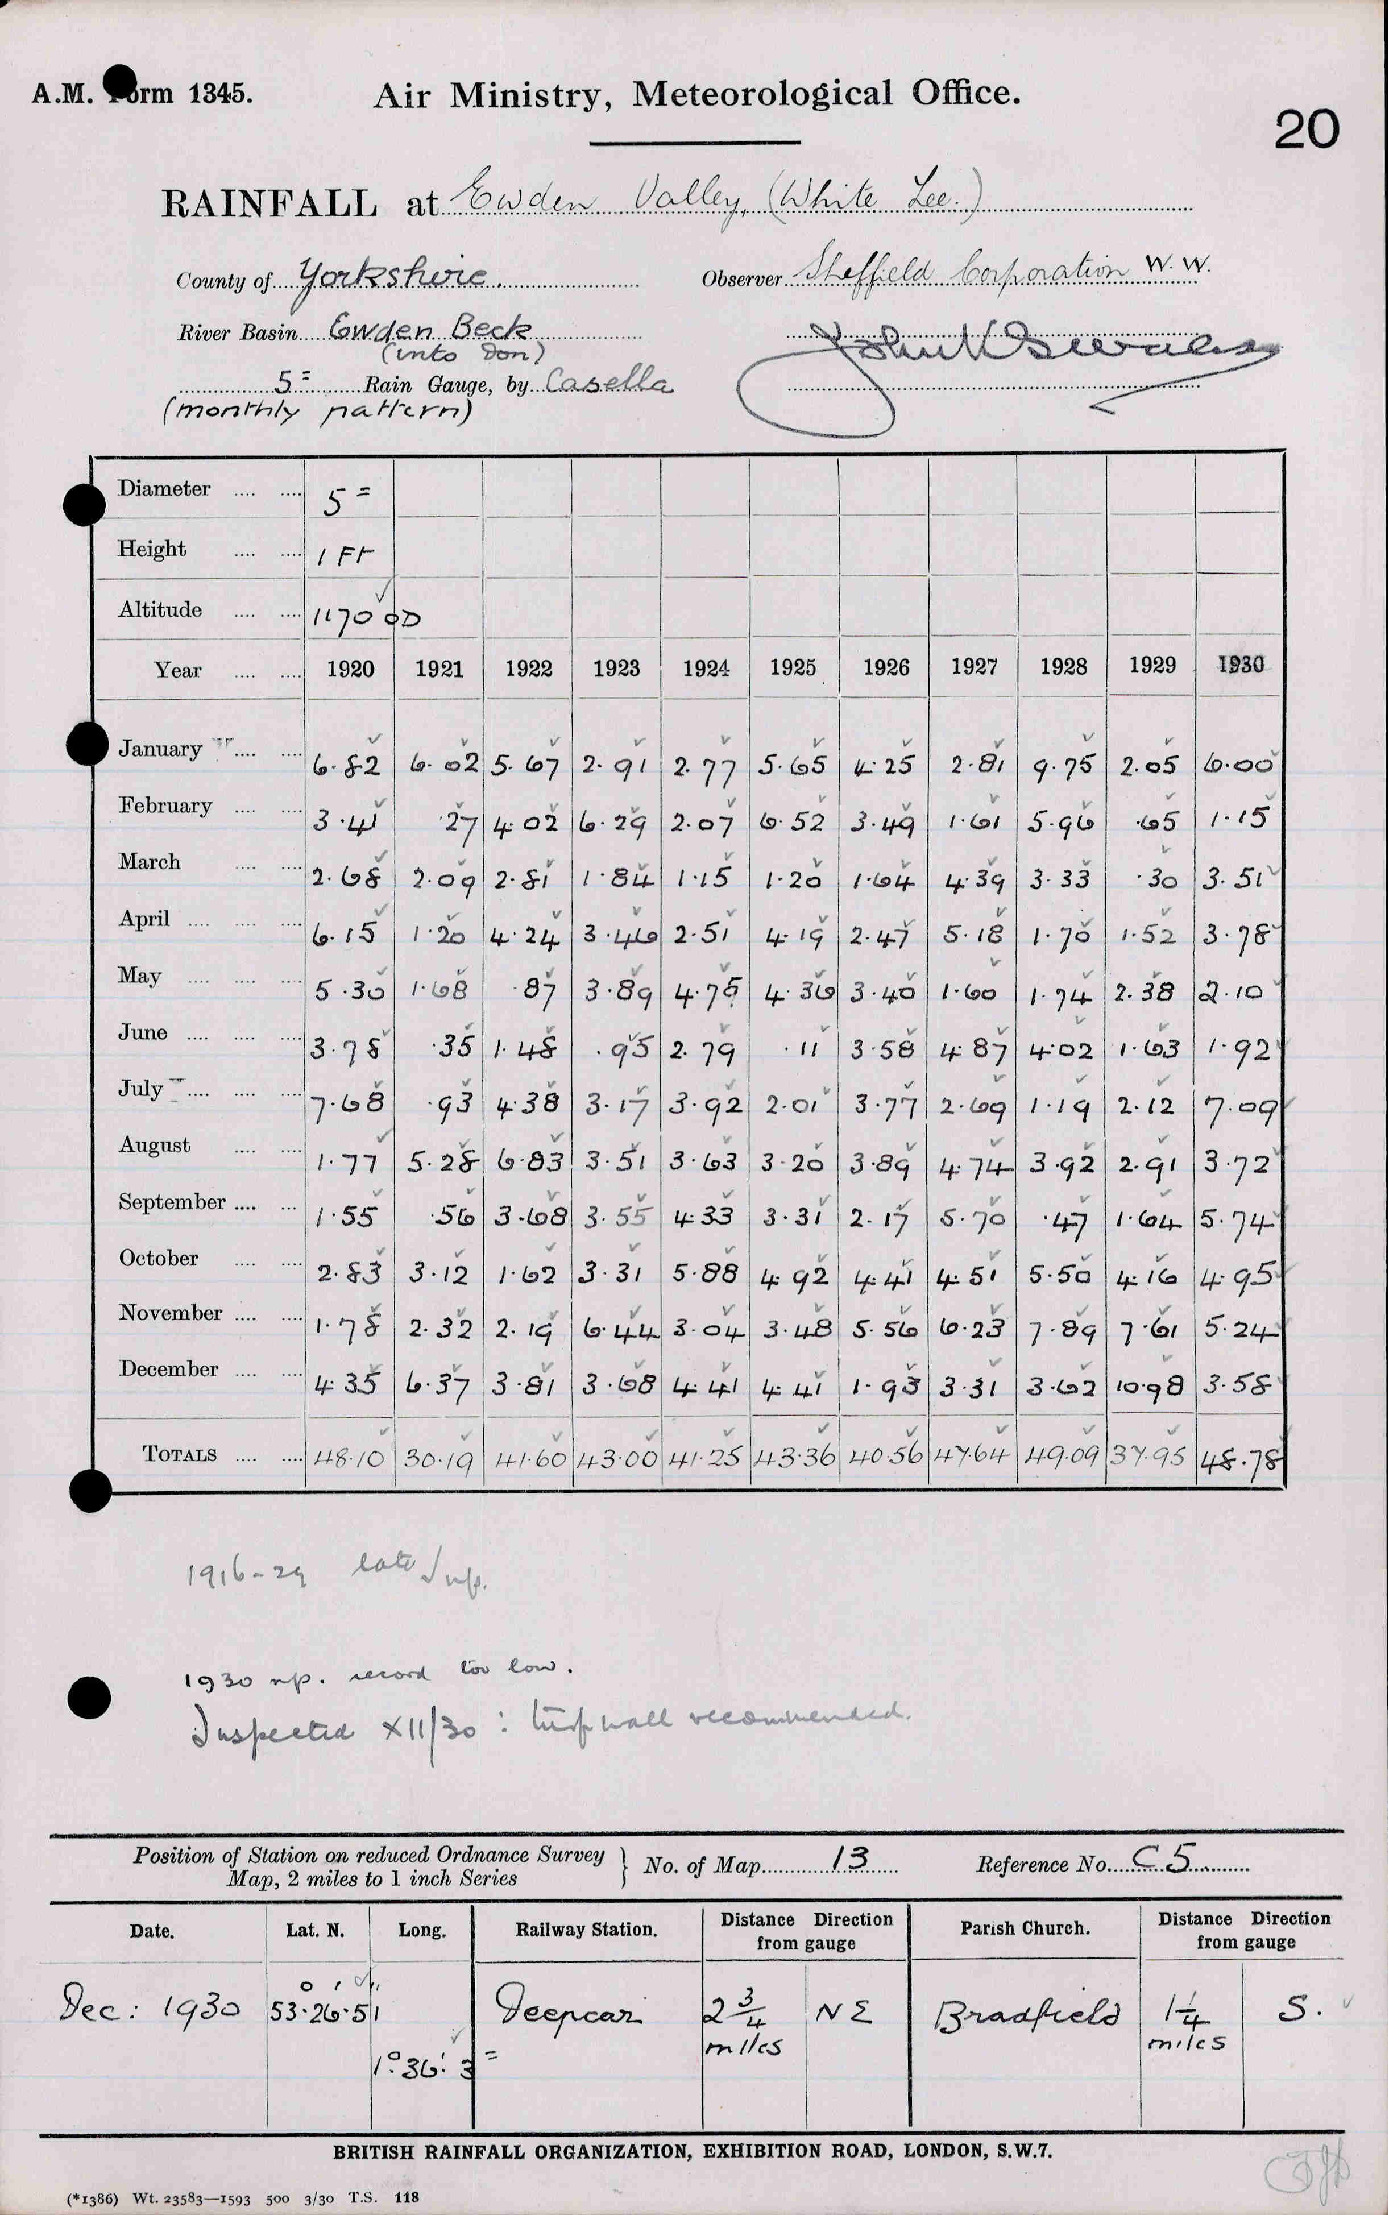 A.M. Form 1345.
Air Ministry, Meteorological Office.
20
RAINFALL at Ewden Valley, (White Lee.)
County of Yorkshire. Observer Sheffield Corporation W.W.
River Basin Ewden Beck
(into Don)
5" Rain Gauge, by Casella
(monthly pattern)
Diameter .... .... 5"
Height .... .... 1 Ft
Altitude .... .... 1170 OD
Year .... .... 1920 1921 1922 1923 1924 1925 1926 1927 1928 1929 1930
January .... .... 6.82 6.02 5.67 2.91 2.77 5.65 4.25 2.81 9.75 2.05 6.00
February .... .... 3.41 .27 4.02 6.29 2.07 6.52 3.49 1.61 5.96 .65 1.15
March .... .... 2.68 2.09 2.81 1.84 1.15 1.20 1.64 4.39 3.33 .30 3.51
April .... .... .... 6.15 1.20 4.24 3.46 2.51 4.19 2.47 5.18 1.70 1.52 3.78
May .... .... .... 5.30 1.68 .87 3.89 4.75 4.36 3.40 1.60 1.74 2.38 2.10
June .... .... .... 3.78 .35 1.48 .95 2.79 .11 3.58 4.87 4.02 1.63 1.92
July .... .... .... 7.68 .93 4.38 3.17 3.92 2.01 3.77 2.69 1.19 2.12 7.09
August .... .... 1.77 5.28 6.83 3.51 3.63 3.20 3.89 4.74 3.92 2.91 3.72
September .... .... 1.55 .56 3.68 3.55 4.33 3.31 2.17 5.70 .47 1.64 5.74
October .... .... 2.83 3.12 1.62 3.31 5.88 4.92 4.41 4.51 5.50 4.16 4.95
November .... .... 1.78 2.32 2.19 6.44 3.04 3.48 5.56 6.23 7.89 7.61 5.24
December .... .... 4.35 6.37 3.81 3.68 4.41 4.41 1.93 3.31 3.62 10.98 3.58
TOTALS .... .... 48.10 30.19 41.60 43.00 41.25 43.36 40.56 47.64 49.09 37.95 48.78
1916-29 late
1930 np. record too low.
Inspected XII/30 : turf wall recommended.
Position of Station on reduced Ordnance Survey
Map, 2 miles to 1 inch Series } No. of Map 13 Reference No. C5
Date. Lat. N. Long. Railway Station. Distance from gauge Direction from gauge Parish Church. Distance from gauge Direction from gauge
Dec: 1930 53°.26'.51" Deepcar 2 3/4 miles NE Bradfield 1 1/4 miles S.
1°.36'.3"
BRITISH RAINFALL ORGANIZATION, EXHIBITION ROAD, LONDON, S.W.7.
(*1386) Wt. 23583—1593 500 3/30 T.S. 118